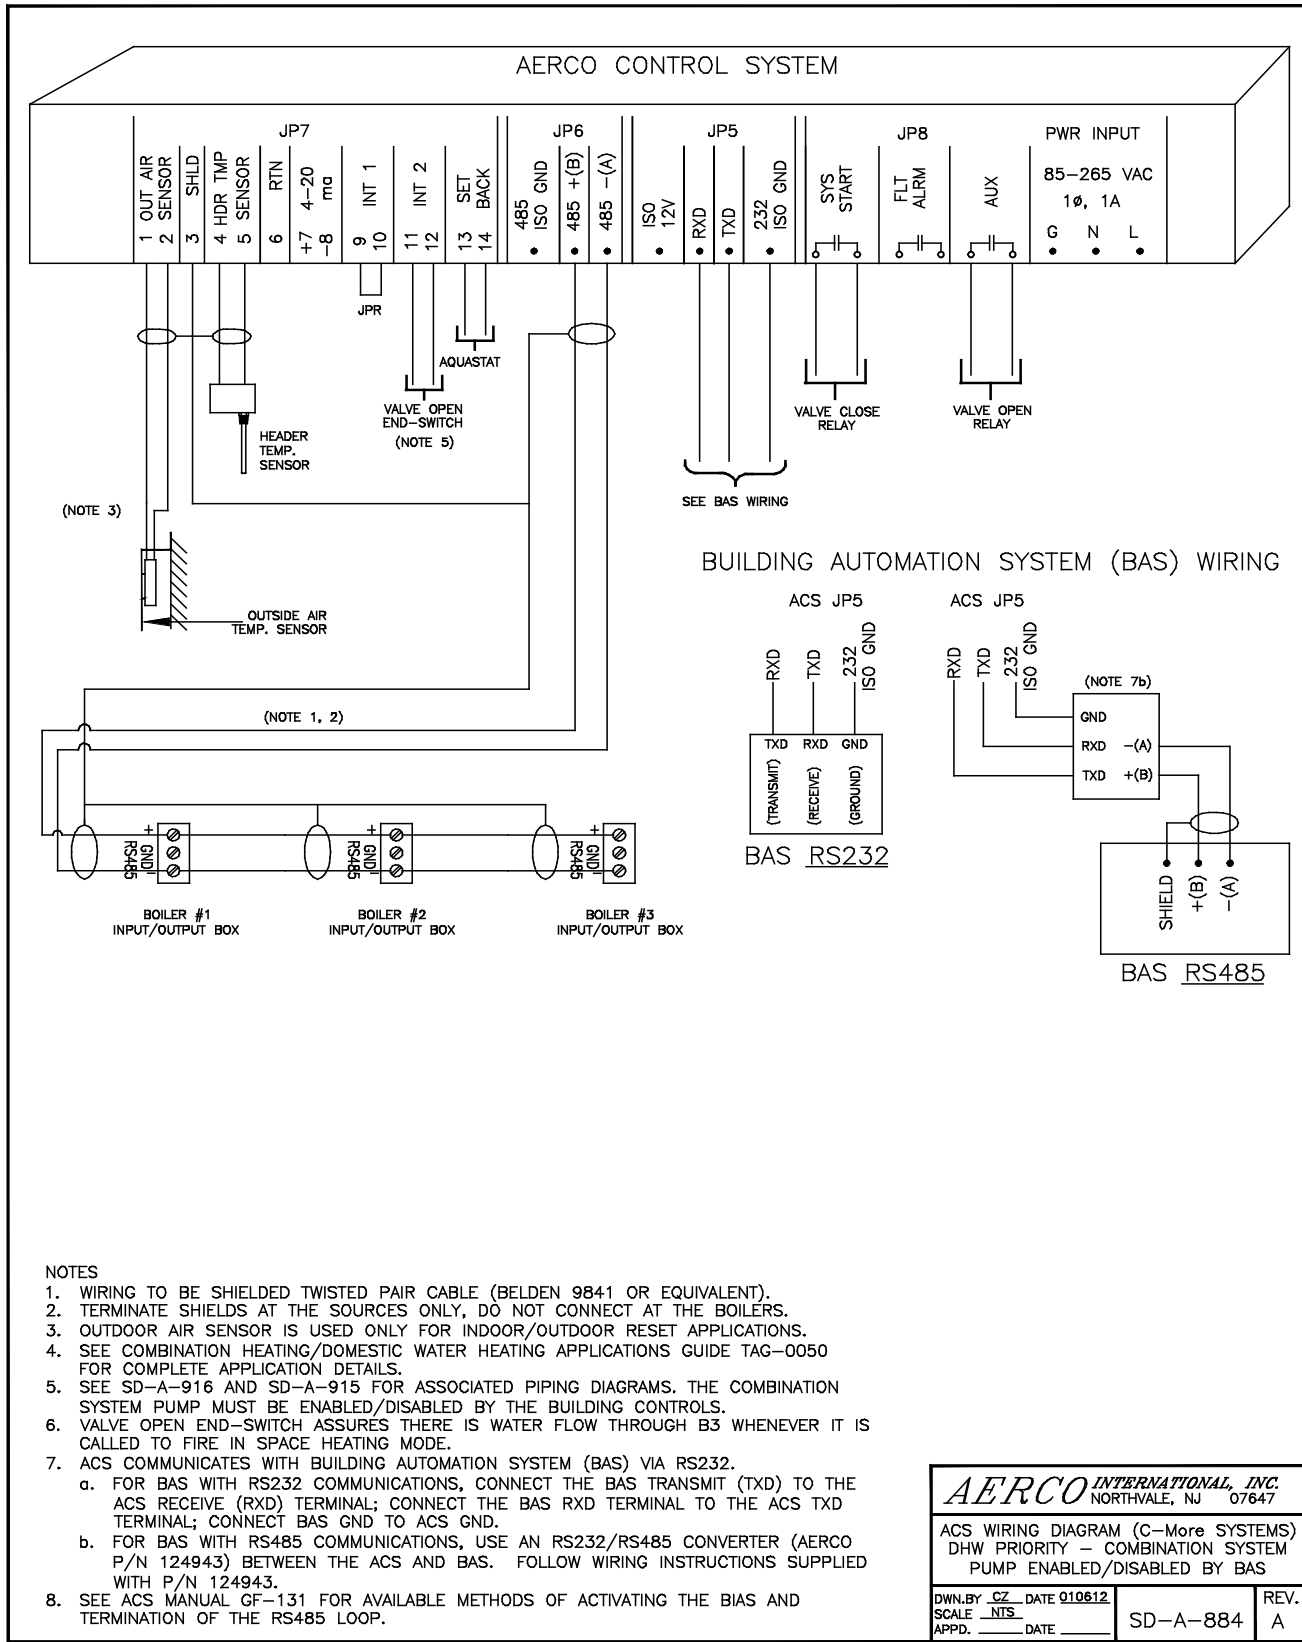 AERCO CONTROL SYSTEM
JP7
JP6
JP5
JP8
PWR INPUT
1 OUT AIR
2 SENSOR
3 SHLD
4 HDR TMP
5 SENSOR
6 RTN
+7 4-20
-8 ma
9 INT 1
10
11 INT 2
12
13 SET
14 BACK
485
ISO GND
485 +(B)
485 -(A)
ISO
12V
RXD
TXD
232
ISO GND
SYS
START
FLT
ALRM
AUX
85-265 VAC
1ø, 1A
G N L
JPR
AQUASTAT
VALVE OPEN
END-SWITCH
(NOTE 5)
VALVE CLOSE
RELAY
VALVE OPEN
RELAY
HEADER
TEMP.
SENSOR
SEE BAS WIRING
(NOTE 3)
OUTSIDE AIR
TEMP. SENSOR
BUILDING AUTOMATION SYSTEM (BAS) WIRING
ACS JP5
RXD
TXD
232
ISO GND
TXD RXD GND
(TRANSMIT)
(RECEIVE)
(GROUND)
BAS RS232
ACS JP5
RXD
TXD
232
ISO GND
(NOTE 7b)
GND
RXD -(A)
TXD +(B)
SHIELD
+(B)
-(A)
BAS RS485
(NOTE 1, 2)
+
GND
-
RS485
+
GND
-
RS485
+
GND
-
RS485
BOILER #1
INPUT/OUTPUT BOX
BOILER #2
INPUT/OUTPUT BOX
BOILER #3
INPUT/OUTPUT BOX
NOTES
1. WIRING TO BE SHIELDED TWISTED PAIR CABLE (BELDEN 9841 OR EQUIVALENT).
2. TERMINATE SHIELDS AT THE SOURCES ONLY, DO NOT CONNECT AT THE BOILERS.
3. OUTDOOR AIR SENSOR IS USED ONLY FOR INDOOR/OUTDOOR RESET APPLICATIONS.
4. SEE COMBINATION HEATING/DOMESTIC WATER HEATING APPLICATIONS GUIDE TAG-0050
FOR COMPLETE APPLICATION DETAILS.
5. SEE SD-A-916 AND SD-A-915 FOR ASSOCIATED PIPING DIAGRAMS. THE COMBINATION
SYSTEM PUMP MUST BE ENABLED/DISABLED BY THE BUILDING CONTROLS.
6. VALVE OPEN END-SWITCH ASSURES THERE IS WATER FLOW THROUGH B3 WHENEVER IT IS
CALLED TO FIRE IN SPACE HEATING MODE.
7. ACS COMMUNICATES WITH BUILDING AUTOMATION SYSTEM (BAS) VIA RS232.
a. FOR BAS WITH RS232 COMMUNICATIONS, CONNECT THE BAS TRANSMIT (TXD) TO THE
ACS RECEIVE (RXD) TERMINAL; CONNECT THE BAS RXD TERMINAL TO THE ACS TXD
TERMINAL; CONNECT BAS GND TO ACS GND.
b. FOR BAS WITH RS485 COMMUNICATIONS, USE AN RS232/RS485 CONVERTER (AERCO
P/N 124943) BETWEEN THE ACS AND BAS. FOLLOW WIRING INSTRUCTIONS SUPPLIED
WITH P/N 124943.
8. SEE ACS MANUAL GF-131 FOR AVAILABLE METHODS OF ACTIVATING THE BIAS AND
TERMINATION OF THE RS485 LOOP.
AERCO INTERNATIONAL, INC.
NORTHVALE, NJ 07647
ACS WIRING DIAGRAM (C-More SYSTEMS)
DHW PRIORITY - COMBINATION SYSTEM
PUMP ENABLED/DISABLED BY BAS
DWN.BY CZ DATE 010612
SCALE NTS
APPD. DATE
SD-A-884
REV.
A